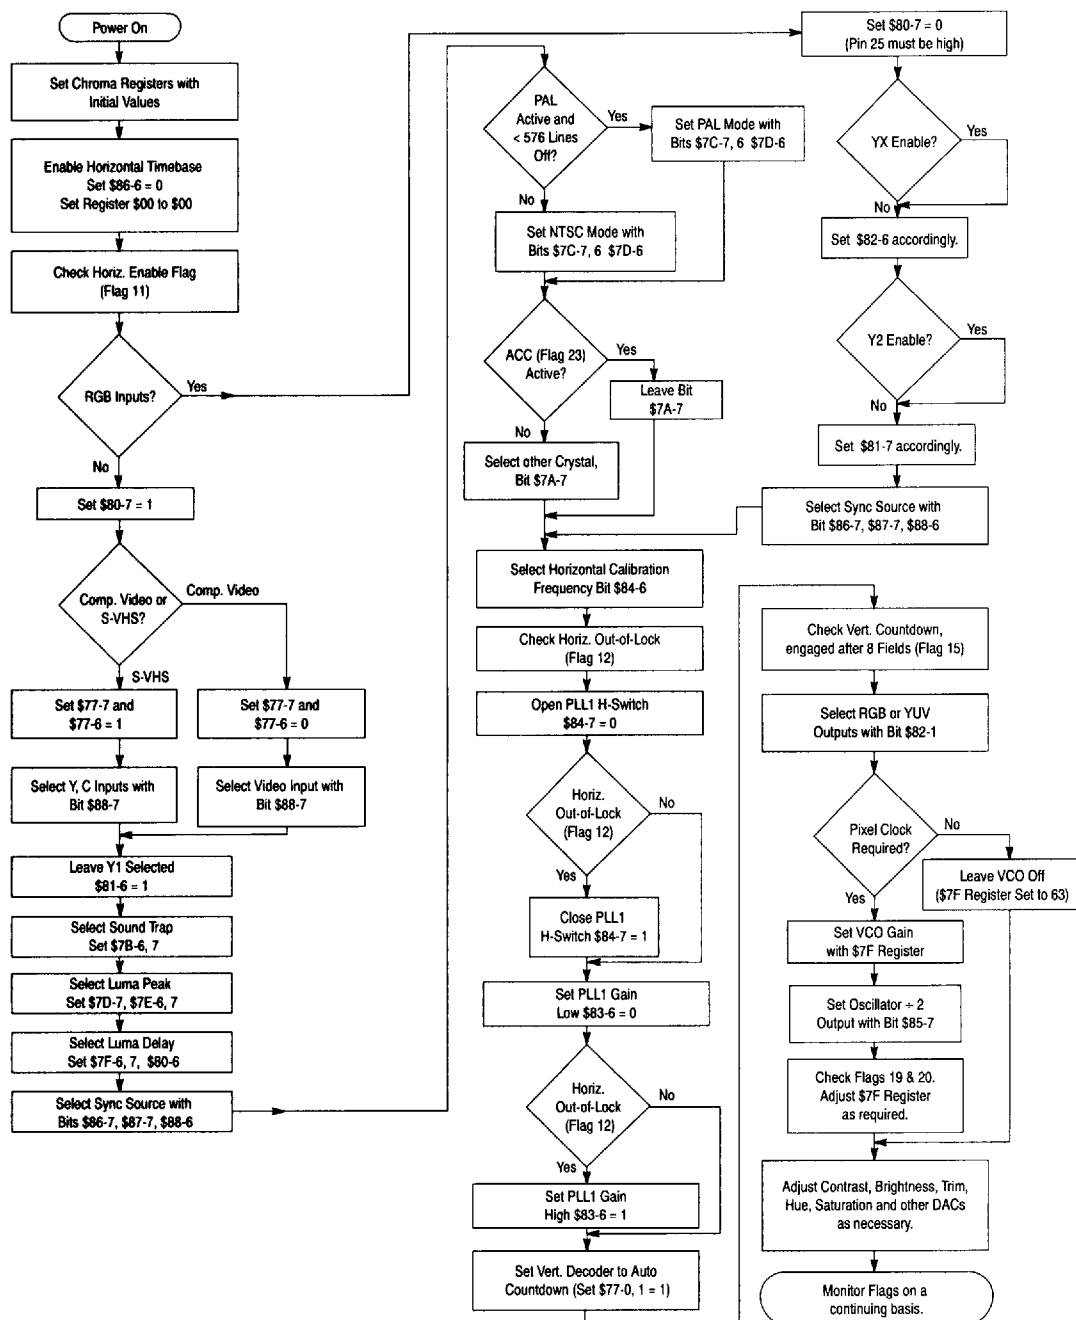 Power On
Set Chroma Registers with
Initial Values
Enable Horizontal Timebase
Set $86-6 = 0
Set Register $00 to $00
Check Horiz. Enable Flag
(Flag 11)
RGB Inputs?
Yes
No
Set $80-7 = 1
Comp. Video or
S-VHS?
Comp. Video
S-VHS
Set $77-7 and
$77-6 = 1
Set $77-7 and
$77-6 = 0
Select Y, C Inputs with
Bit $88-7
Select Video Input with
Bit $88-7
Leave Y1 Selected
$81-6 = 1
Select Sound Trap
Set $7B-6, 7
Select Luma Peak
Set $7D-7, $7E-6, 7
Select Luma Delay
Set $7F-6, 7, $80-6
Select Sync Source with
Bits $86-7, $87-7, $88-6
PAL
Active and
< 576 Lines
Off?
Yes
Set PAL Mode with
Bits $7C-7, 6 $7D-6
No
Set NTSC Mode with
Bits $7C-7, 6 $7D-6
ACC (Flag 23)
Active?
Yes
Leave Bit
$7A-7
No
Select other Crystal,
Bit $7A-7
Select Horizontal Calibration
Frequency Bit $84-6
Check Horiz. Out-of-Lock
(Flag 12)
Open PLL1 H-Switch
$84-7 = 0
Horiz.
Out-of-Lock
(Flag 12)
No
Yes
Close PLL1
H-Switch $84-7 = 1
Set PLL1 Gain
Low $83-6 = 0
Horiz.
Out-of-Lock
(Flag 12)
No
Yes
Set PLL1 Gain
High $83-6 = 1
Set Vert. Decoder to Auto
Countdown (Set $77-0, 1 = 1)
Set $80-7 = 0
(Pin 25 must be high)
YX Enable?
Yes
No
Set $82-6 accordingly.
Y2 Enable?
Yes
No
Set $81-7 accordingly.
Select Sync Source with
Bit $86-7, $87-7, $88-6
Check Vert. Countdown,
engaged after 8 Fields (Flag 15)
Select RGB or YUV
Outputs with Bit $82-1
Pixel Clock
Required?
No
Leave VCO Off
($7F Register Set to 63)
Yes
Set VCO Gain
with $7F Register
Set Oscillator ÷ 2
Output with Bit $85-7
Check Flags 19 & 20.
Adjust $7F Register
as required.
Adjust Contrast, Brightness, Trim,
Hue, Saturation and other DACs
as necessary.
Monitor Flags on a
continuing basis.